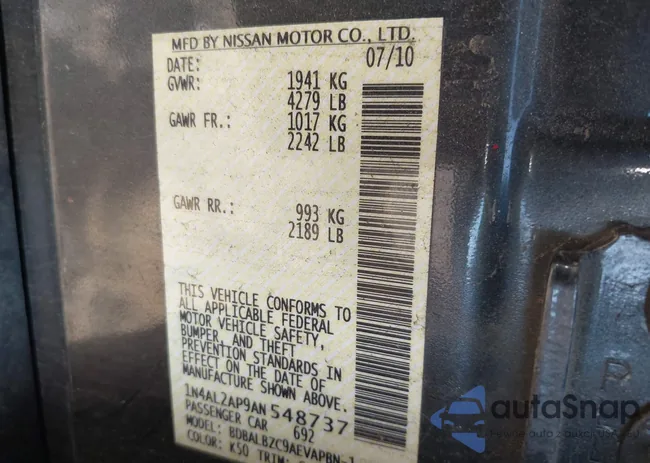 MFD BY NISSAN MOTOR CO., LTD.
DATE: 07/10
GVWR: 1941 KG
4279 LB
GAWR FR.: 1017 KG
2242 LB
GAWR RR.: 993 KG
2189 LB
THIS VEHICLE CONFORMS TO
ALL APPLICABLE FEDERAL
MOTOR VEHICLE SAFETY,
BUMPER, AND THEFT
PREVENTION STANDARDS IN
EFFECT ON THE DATE OF
MANUFACTURE SHOWN ABOVE.
1N4AL2AP9AN548737
PASSENGER CAR 692
MODEL: BDBALBZC9AEVAPBN-
COLOR: K50 TRIM:
autoSnap